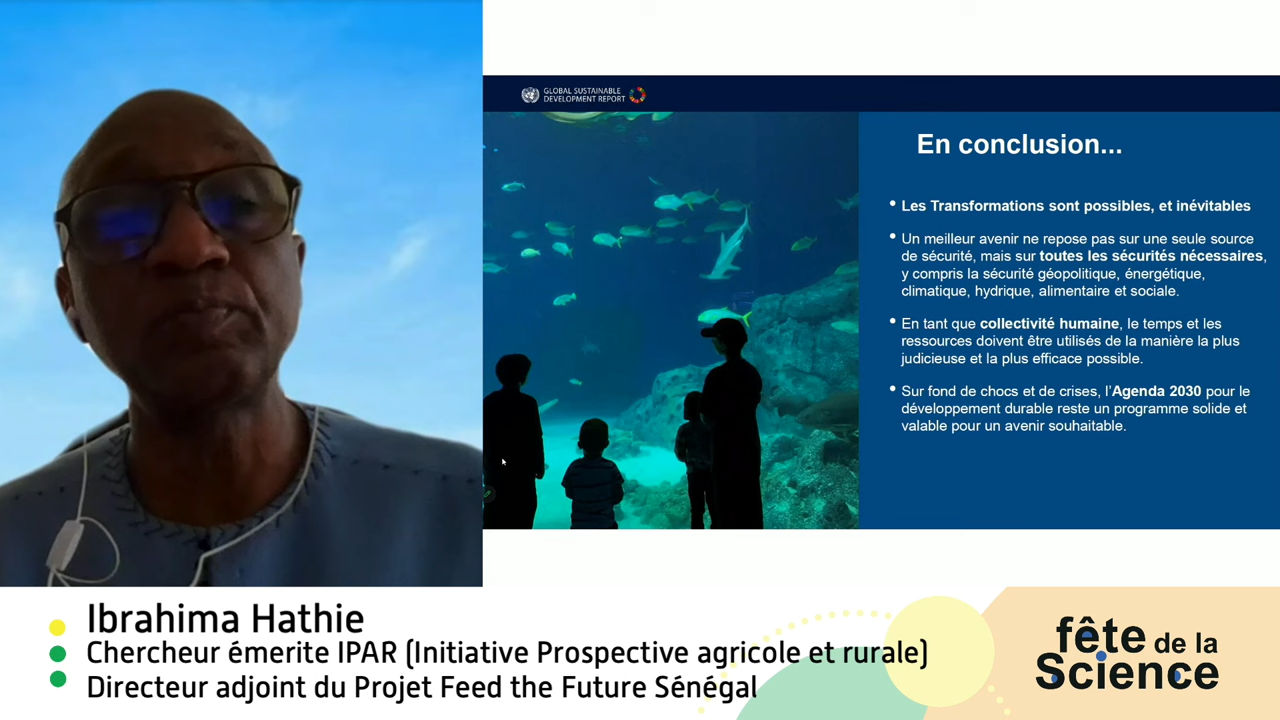 GLOBAL SUSTAINABLE
DEVELOPMENT REPORT
En conclusion...
• Les Transformations sont possibles, et inévitables
• Un meilleur avenir ne repose pas sur une seule source
de sécurité, mais sur toutes les sécurités nécessaires,
y compris la sécurité géopolitique, énergétique,
climatique, hydrique, alimentaire et sociale.
• En tant que collectivité humaine, le temps et les
ressources doivent être utilisés de la manière la plus
judicieuse et la plus efficace possible.
• Sur fond de chocs et de crises, l'Agenda 2030 pour le
développement durable reste un programme solide et
valable pour un avenir souhaitable.
Ibrahima Hathie
Chercheur émerite IPAR (Initiative Prospective agricole et rurale)
Directeur adjoint du Projet Feed the Future Sénégal
fête de la
Science